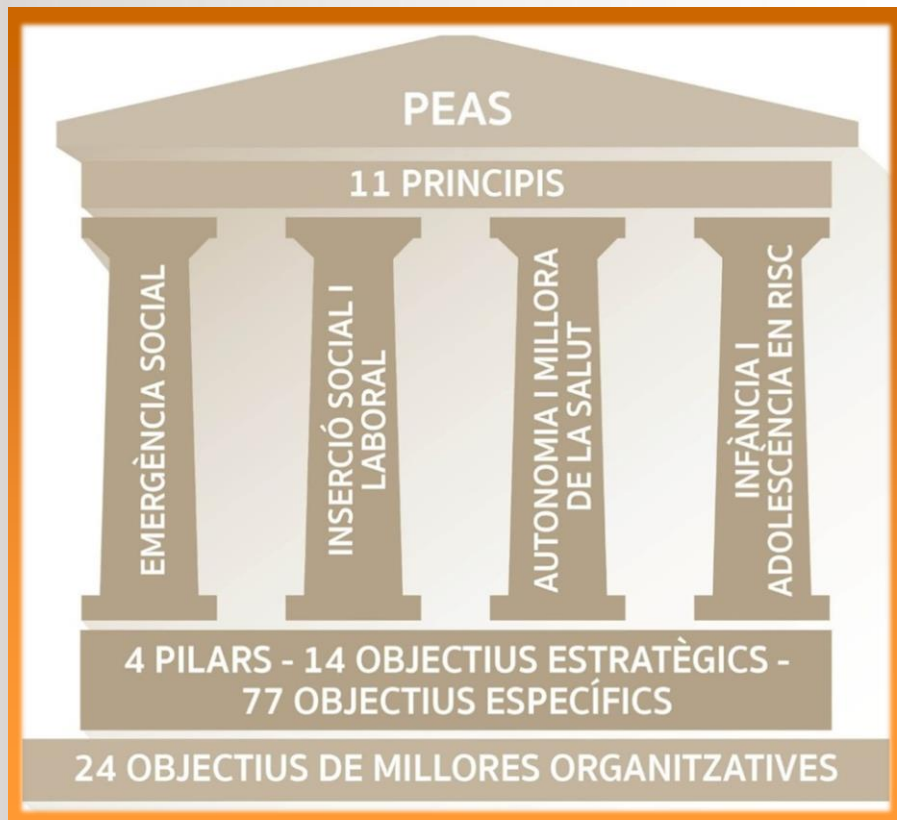 PEAS
11 PRINCIPIS
EMERGÈNCIA SOCIAL
INSERCIÓ SOCIAL I
LABORAL
AUTONOMIA I MILLORA
DE LA SALUT
INFÀNCIA I
ADOLESCÈNCIA EN RISC
4 PILARS - 14 OBJECTIUS ESTRATÈGICS -
77 OBJECTIUS ESPECÍFICS
24 OBJECTIUS DE MILLORES ORGANITZATIVES